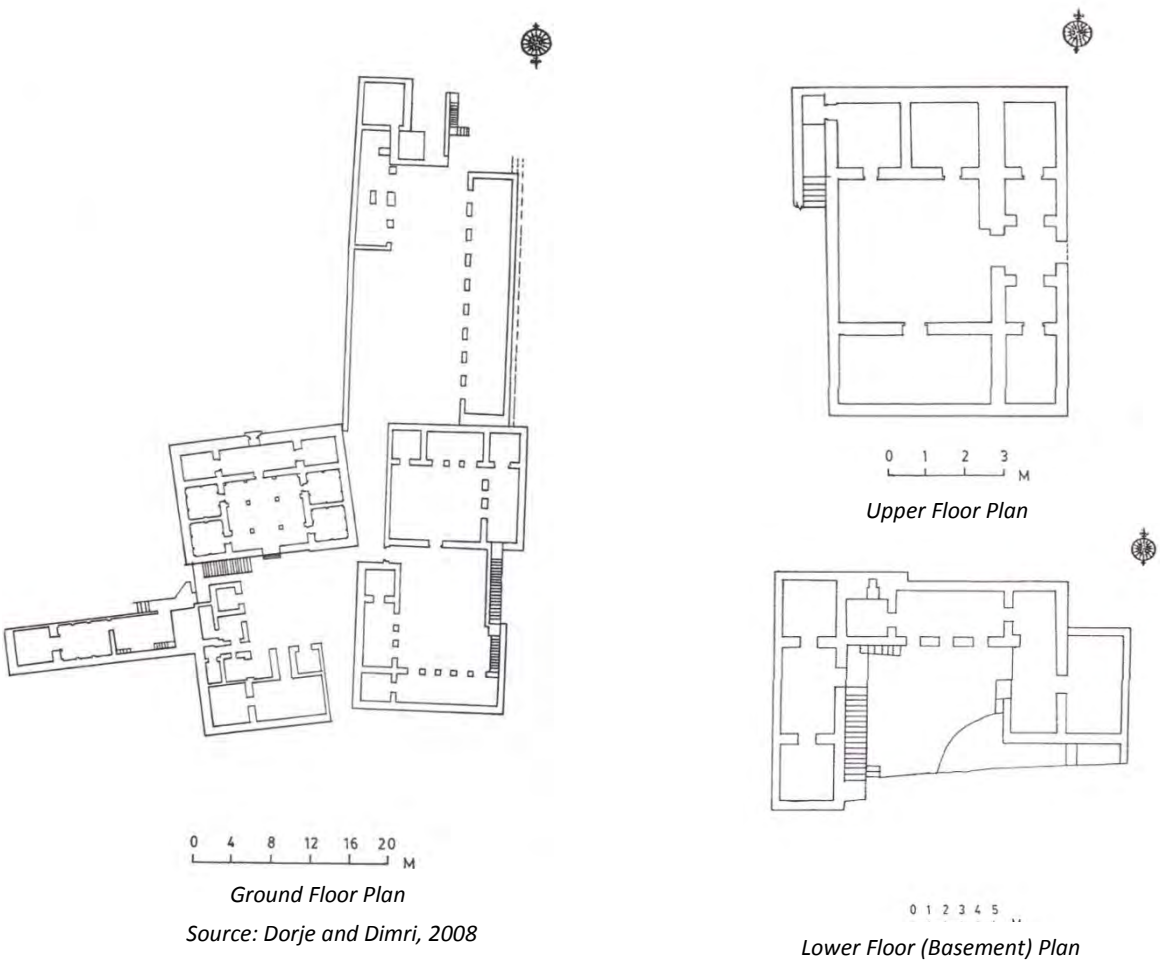 0 4 8 12 16 20 M
Ground Floor Plan
Source: Dorje and Dimri, 2008
0 1 2 3 M
Upper Floor Plan
0 1 2 3 4 5
Lower Floor (Basement) Plan